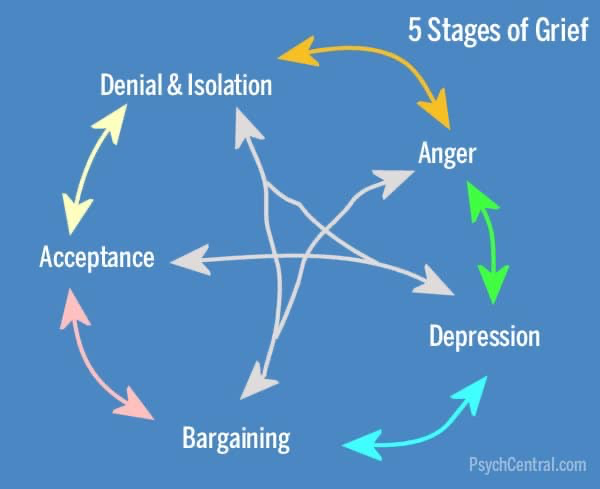 5 Stages of Grief
Denial & Isolation
Anger
Acceptance
Depression
Bargaining
PsychCentral.com